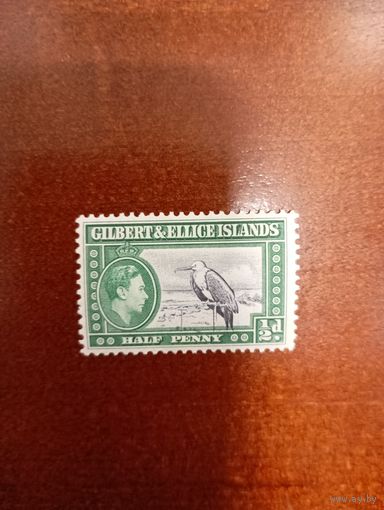 GILBERT & ELLICE ISLANDS
½d.
HALF PENNY
www.ay.by